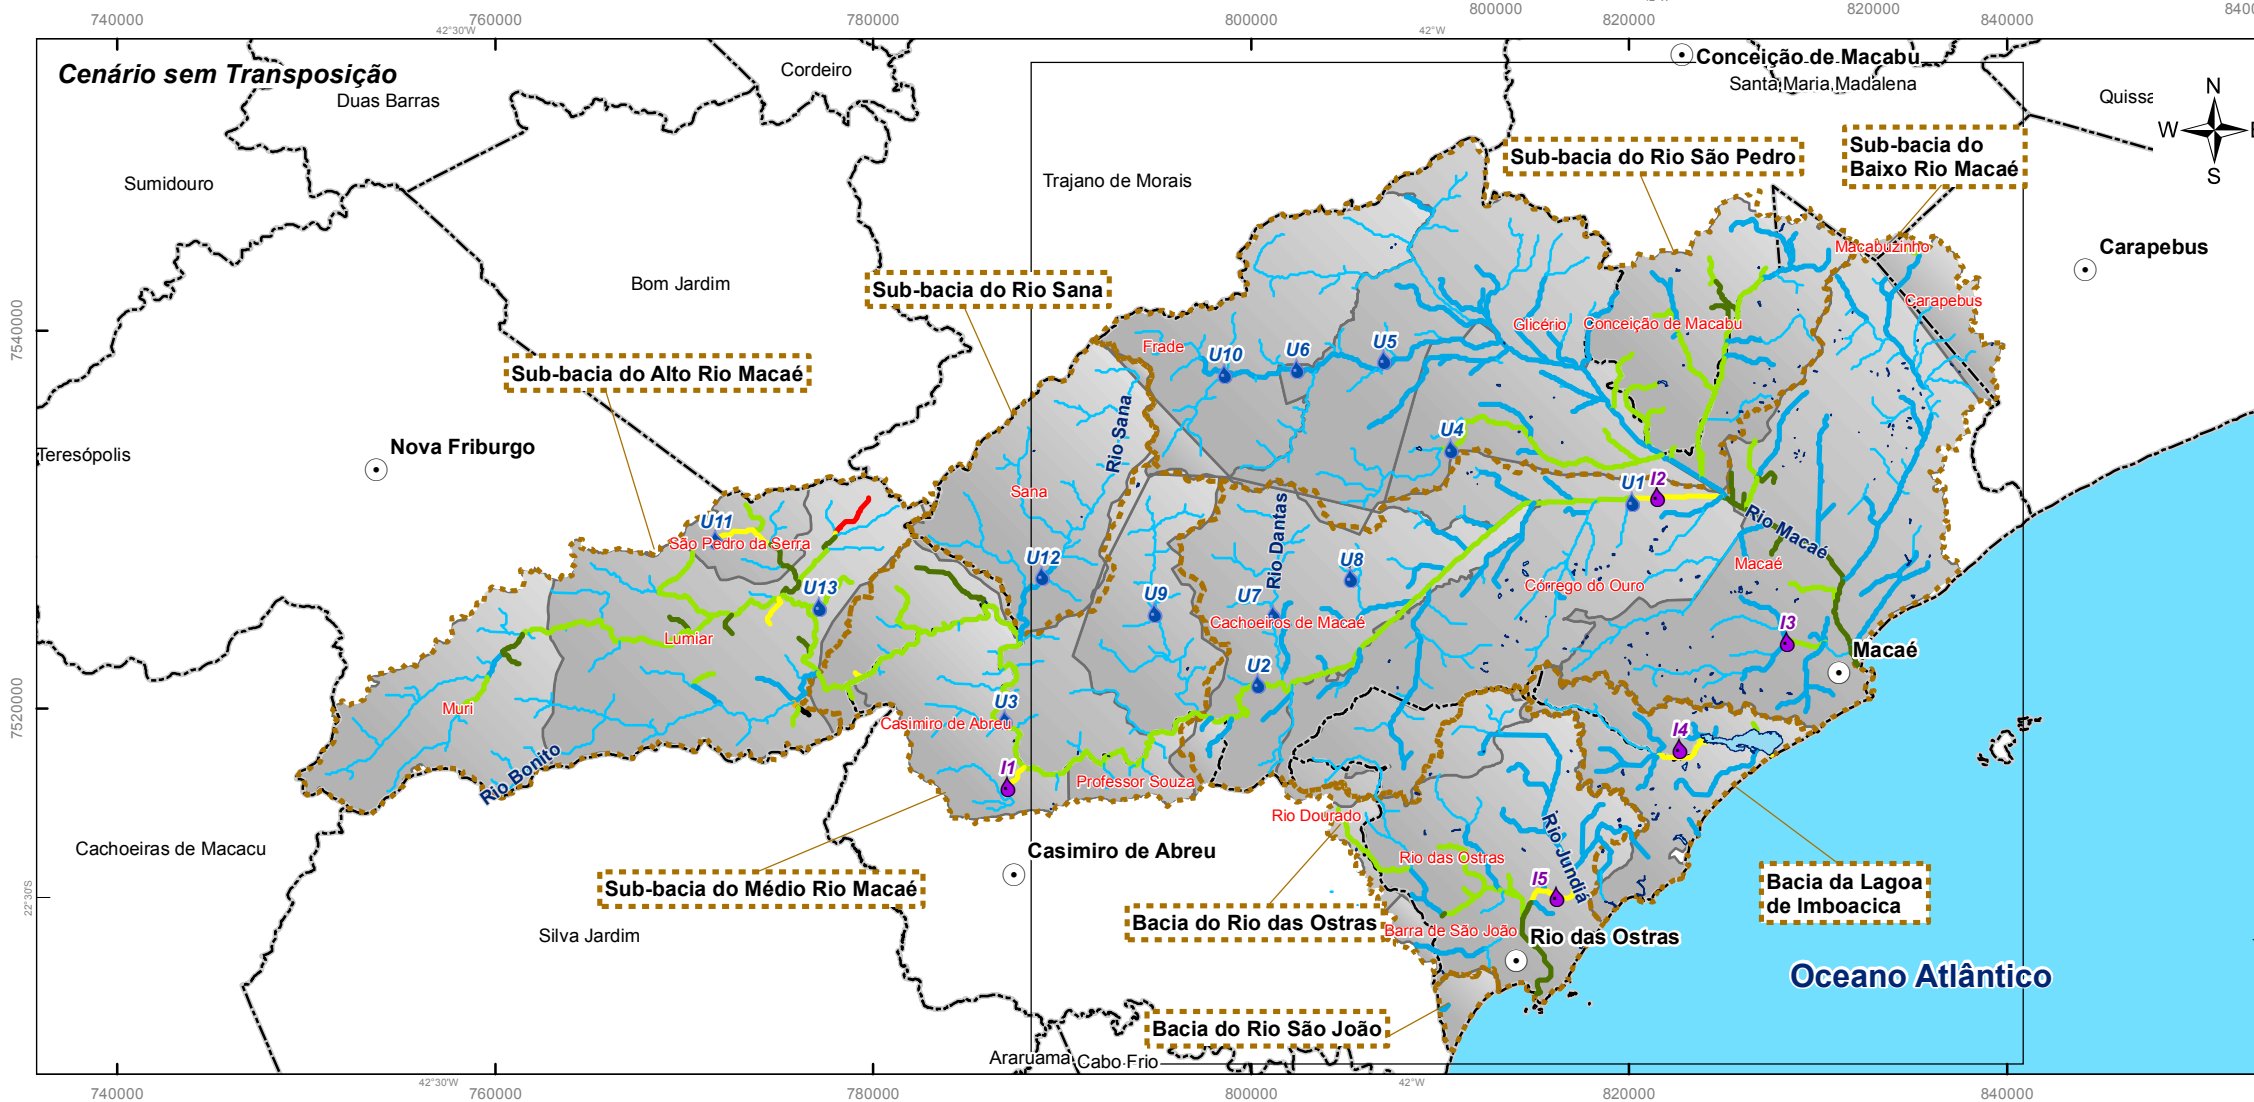 740000
760000
780000
800000
800000
820000
820000
840000
42°30'W
42°W
Cenário sem Transposição
Cordeiro
Duas Barras
Conceição de Macabu
Santa Maria Madalena
N
W
S
Sumidouro
Trajano de Morais
Sub-bacia do Rio São Pedro
Sub-bacia do
Baixo Rio Macaé
Macabuzinho
Carapebus
Bom Jardim
Sub-bacia do Rio Sana
Carapebus
7540000
Glicério
Conceição de Macabu
Frade
U10
U6
U5
Sub-bacia do Alto Rio Macaé
Rio Sana
Nova Friburgo
Teresópolis
U4
Sana
U1
I2
Rio Dantas
Rio Macaé
U11
São Pedro da Serra
U12
U8
Macaé
Córrego do Ouro
U13
U9
U7
Cachoeiros de Macaé
Lumiar
I3
Macaé
U2
7520000
Muri
U3
Casimiro de Abreu
I4
Rio Bonito
I1
Professor Souza
Rio Dourado
Rio Jundia
Cachoeiras de Macacu
Casimiro de Abreu
Rio das Ostras
Sub-bacia do Médio Rio Macaé
I5
Bacia da Lagoa
de Imboacica
22°30'S
Bacia do Rio das Ostras
Barra de São João
Rio das Ostras
Silva Jardim
Oceano Atlântico
Bacia do Rio São João
Araruama
Cabo Frio
42°30'W
42°W
740000
760000
780000
800000
820000
840000